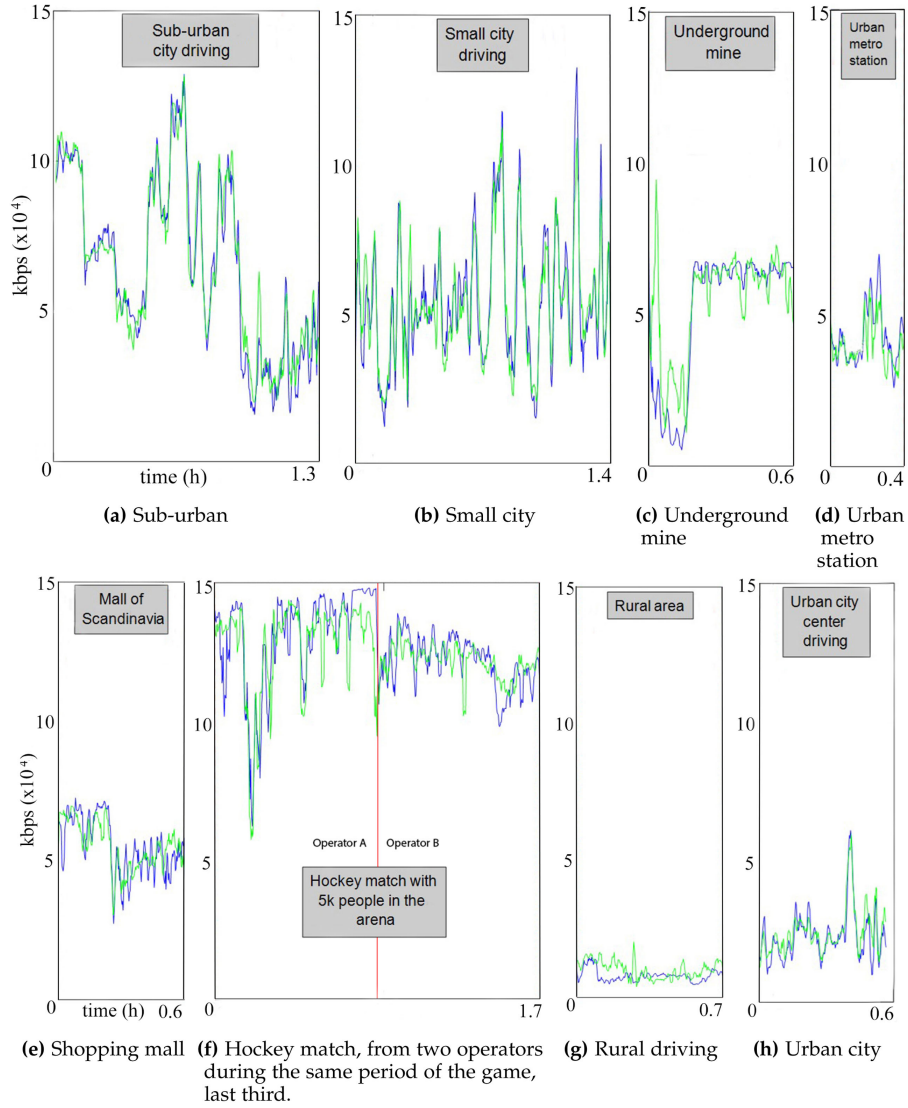 15
Sub-urban
city driving
10
kbps (x10⁴)
5
0
time (h)
1.3
(a) Sub-urban
15
Small city
driving
10
5
0
1.4
(b) Small city
15
Underground
mine
10
5
0
0.6
(c) Underground
mine
15
Urban
metro
station
10
5
0
0.4
(d) Urban
metro
station
15
Mall of
Scandinavia
10
kbps (x10⁴)
5
0
time (h)
0.6
(e) Shopping mall
15
10
5
Operator A
Operator B
Hockey match with
5k people in the
arena
0
1.7
(f) Hockey match, from two operators
during the same period of the game,
last third.
15
Rural area
10
5
0
0.7
(g) Rural driving
15
Urban city
center
driving
10
5
0
0.6
(h) Urban city